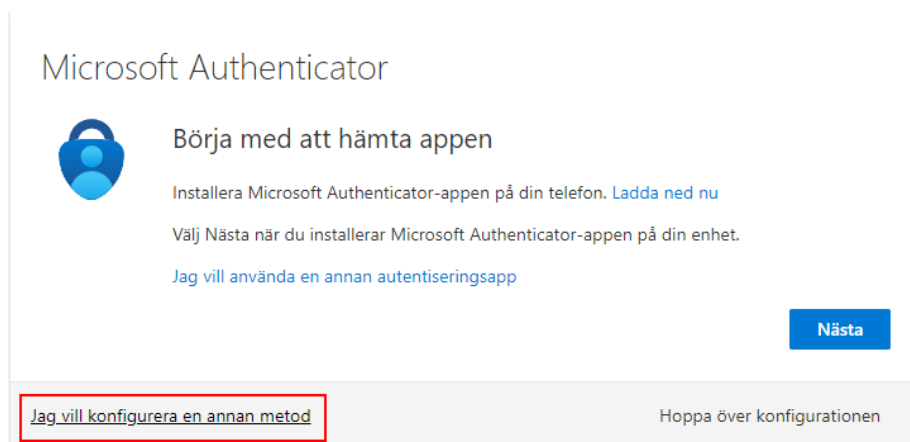 Microsoft Authenticator
Börja med att hämta appen
Installera Microsoft Authenticator-appen på din telefon. Ladda ned nu
Välj Nästa när du installerar Microsoft Authenticator-appen på din enhet.
Jag vill använda en annan autentiseringsapp
Nästa
Jag vill konfigurera en annan metod
Hoppa över konfigurationen